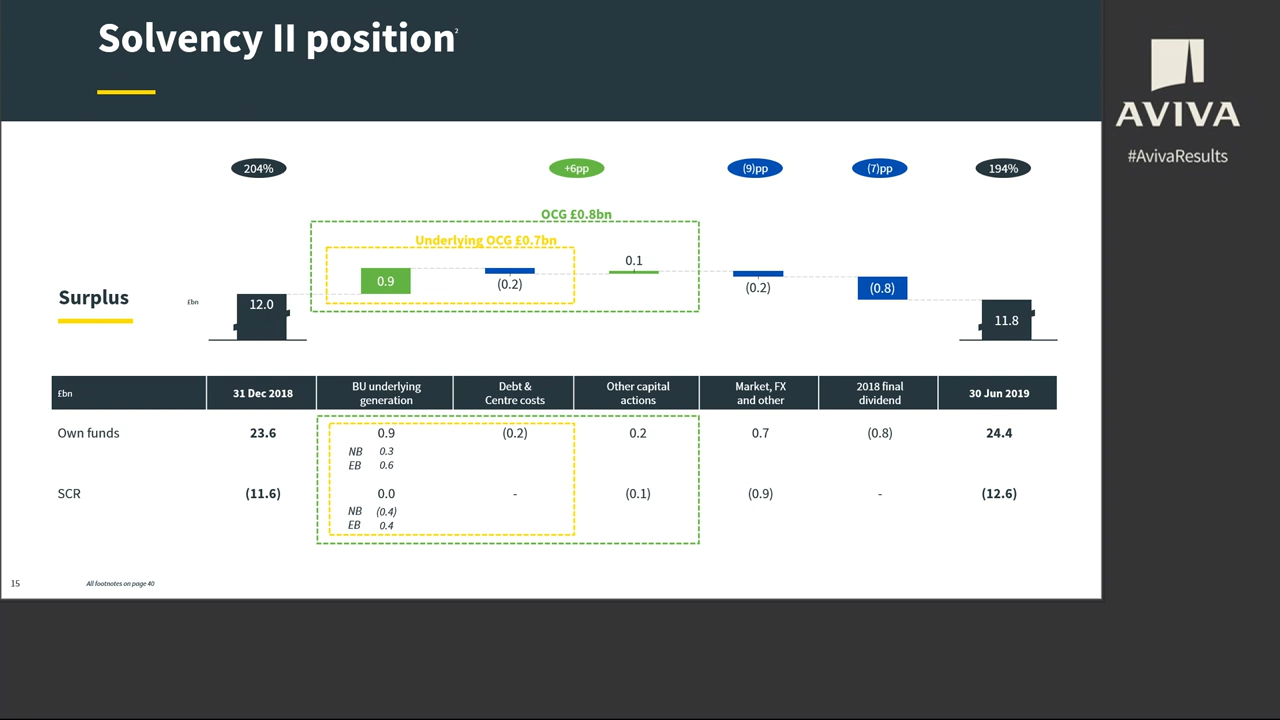 Solvency II position²
AVIVA
#AvivaResults
204% +6pp (9)pp (7)pp 194%
OCG £0.8bn
Underlying OCG £0.7bn
Surplus
£bn
12.0 0.9 (0.2) 0.1 (0.2) (0.8) 11.8
£bn 31 Dec 2018 BU underlying generation Debt & Centre costs Other capital actions Market, FX and other 2018 final dividend 30 Jun 2019
Own funds 23.6 0.9 (0.2) 0.2 0.7 (0.8) 24.4
NB 0.3
EB 0.6
SCR (11.6) 0.0 - (0.1) (0.9) - (12.6)
NB (0.4)
EB 0.4
15 All footnotes on page 40